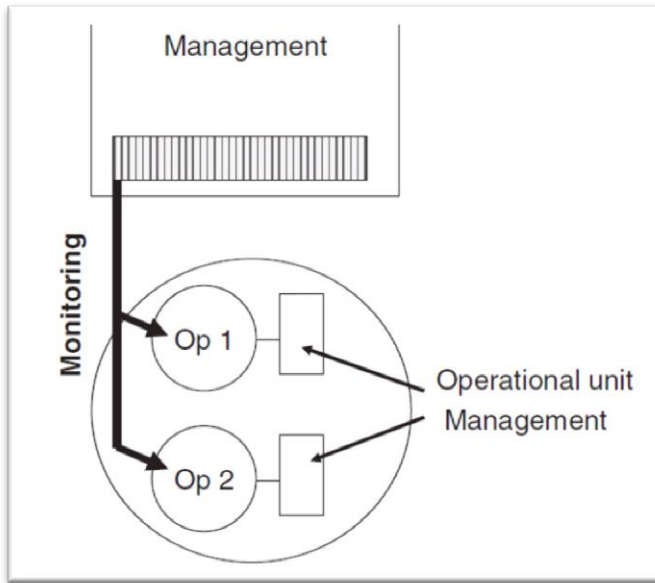 Management
Monitoring
Op 1
Operational unit
Management
Op 2